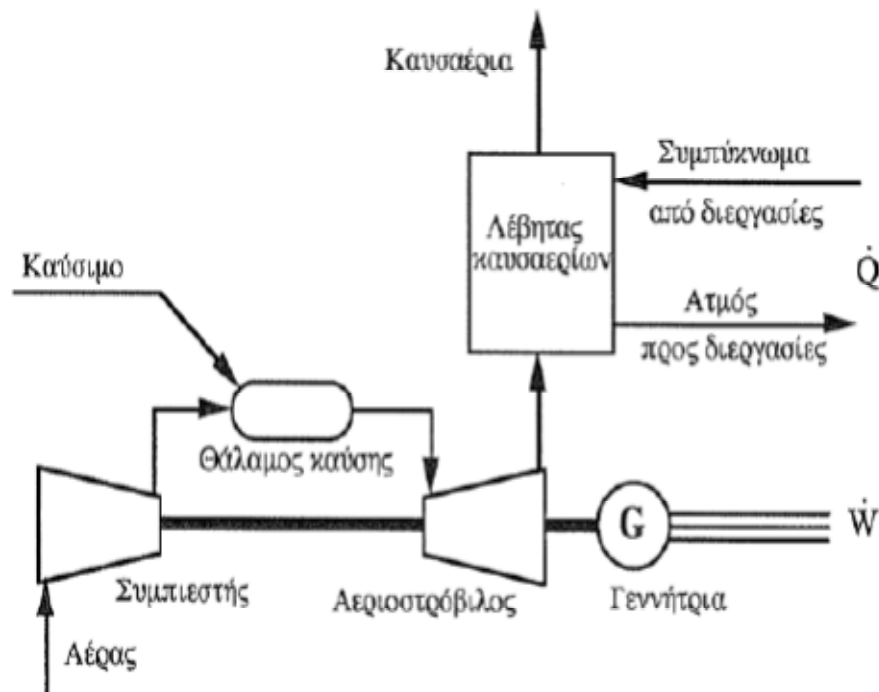 Καυσαέρια
Συμπύκνωμα
από διεργασίες
Λέβητας
καυσαερίων
Q̇
Καύσιμο
Ατμός
προς διεργασίες
Θάλαμος καύσης
G
Ẇ
Συμπιεστής
Αεριοστρόβιλος
Γεννήτρια
Αέρας